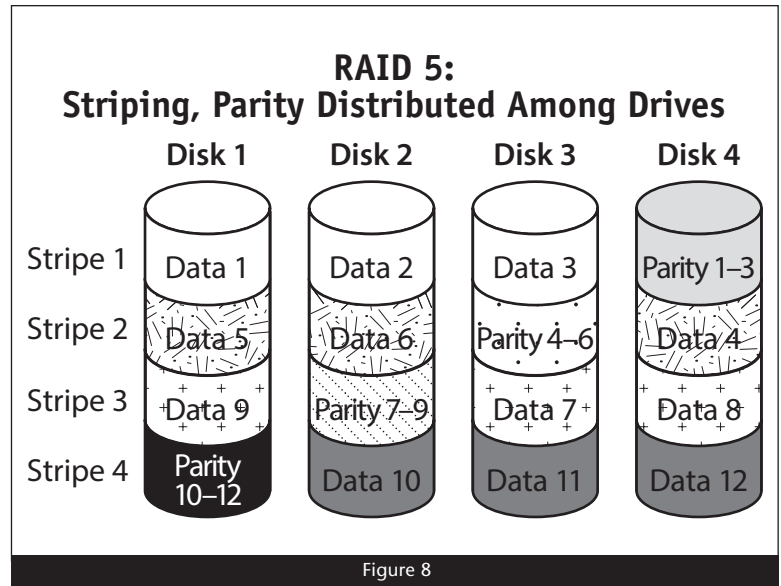 RAID 5:
Striping, Parity Distributed Among Drives
Disk 1 Disk 2 Disk 3 Disk 4
Stripe 1 Data 1 Data 2 Data 3 Parity 1–3
Stripe 2 Data 5 Data 6 Parity 4–6 Data 4
Stripe 3 Data 9 Parity 7–9 Data 7 Data 8
Stripe 4 Parity 10–12 Data 10 Data 11 Data 12
Figure 8